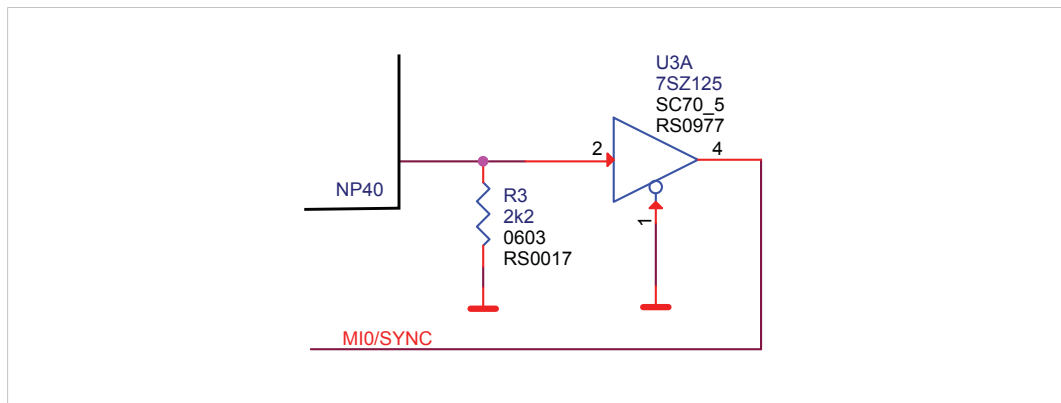 U3A
7SZ125
SC70_5
RS0977
2
4
NP40
R3
2k2
0603
RS0017
1
MI0/SYNC